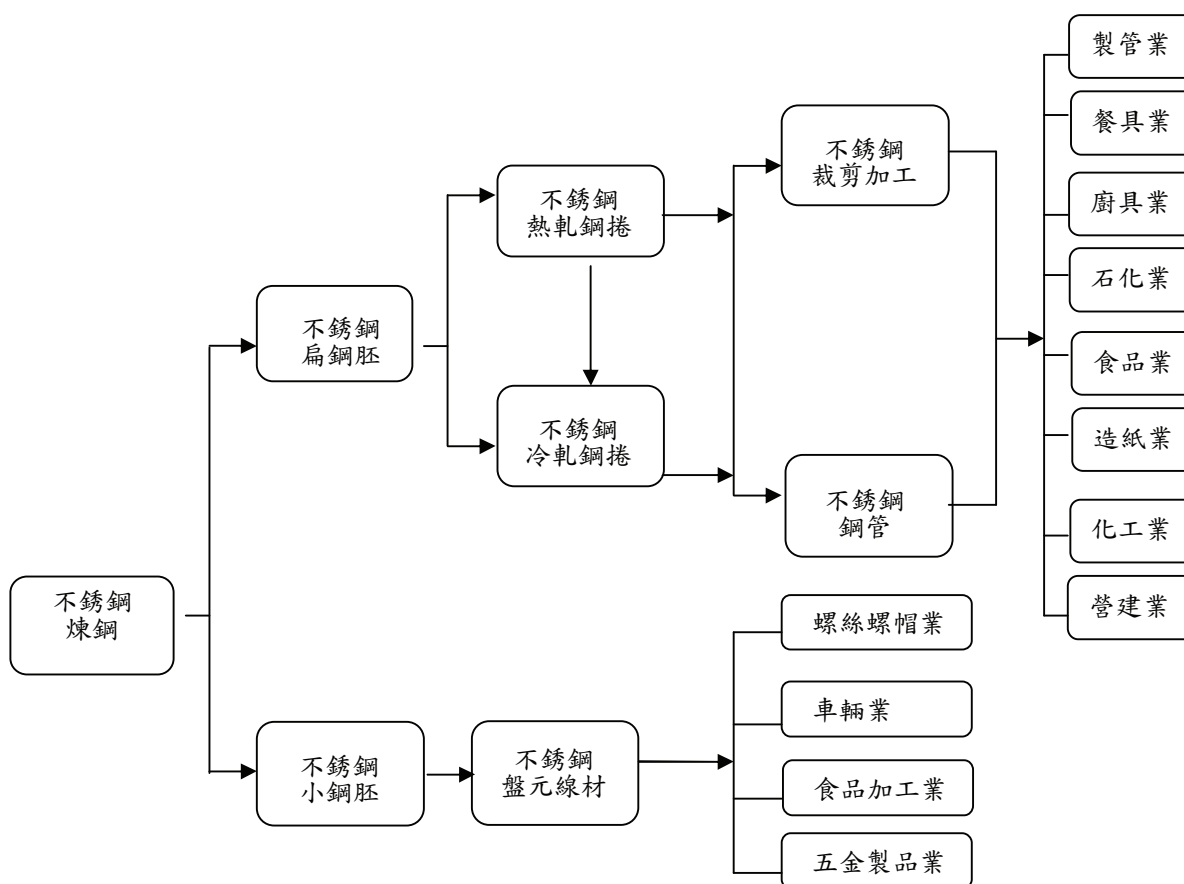 製管業
餐具業
廚具業
石化業
食品業
造紙業
化工業
營建業
不銹鋼
裁剪加工
不銹鋼
熱軋鋼捲
不銹鋼
扁鋼胚
不銹鋼
冷軋鋼捲
不銹鋼
鋼管
不銹鋼
煉鋼
螺絲螺帽業
車輛業
食品加工業
五金製品業
不銹鋼
小鋼胚
不銹鋼
盤元線材